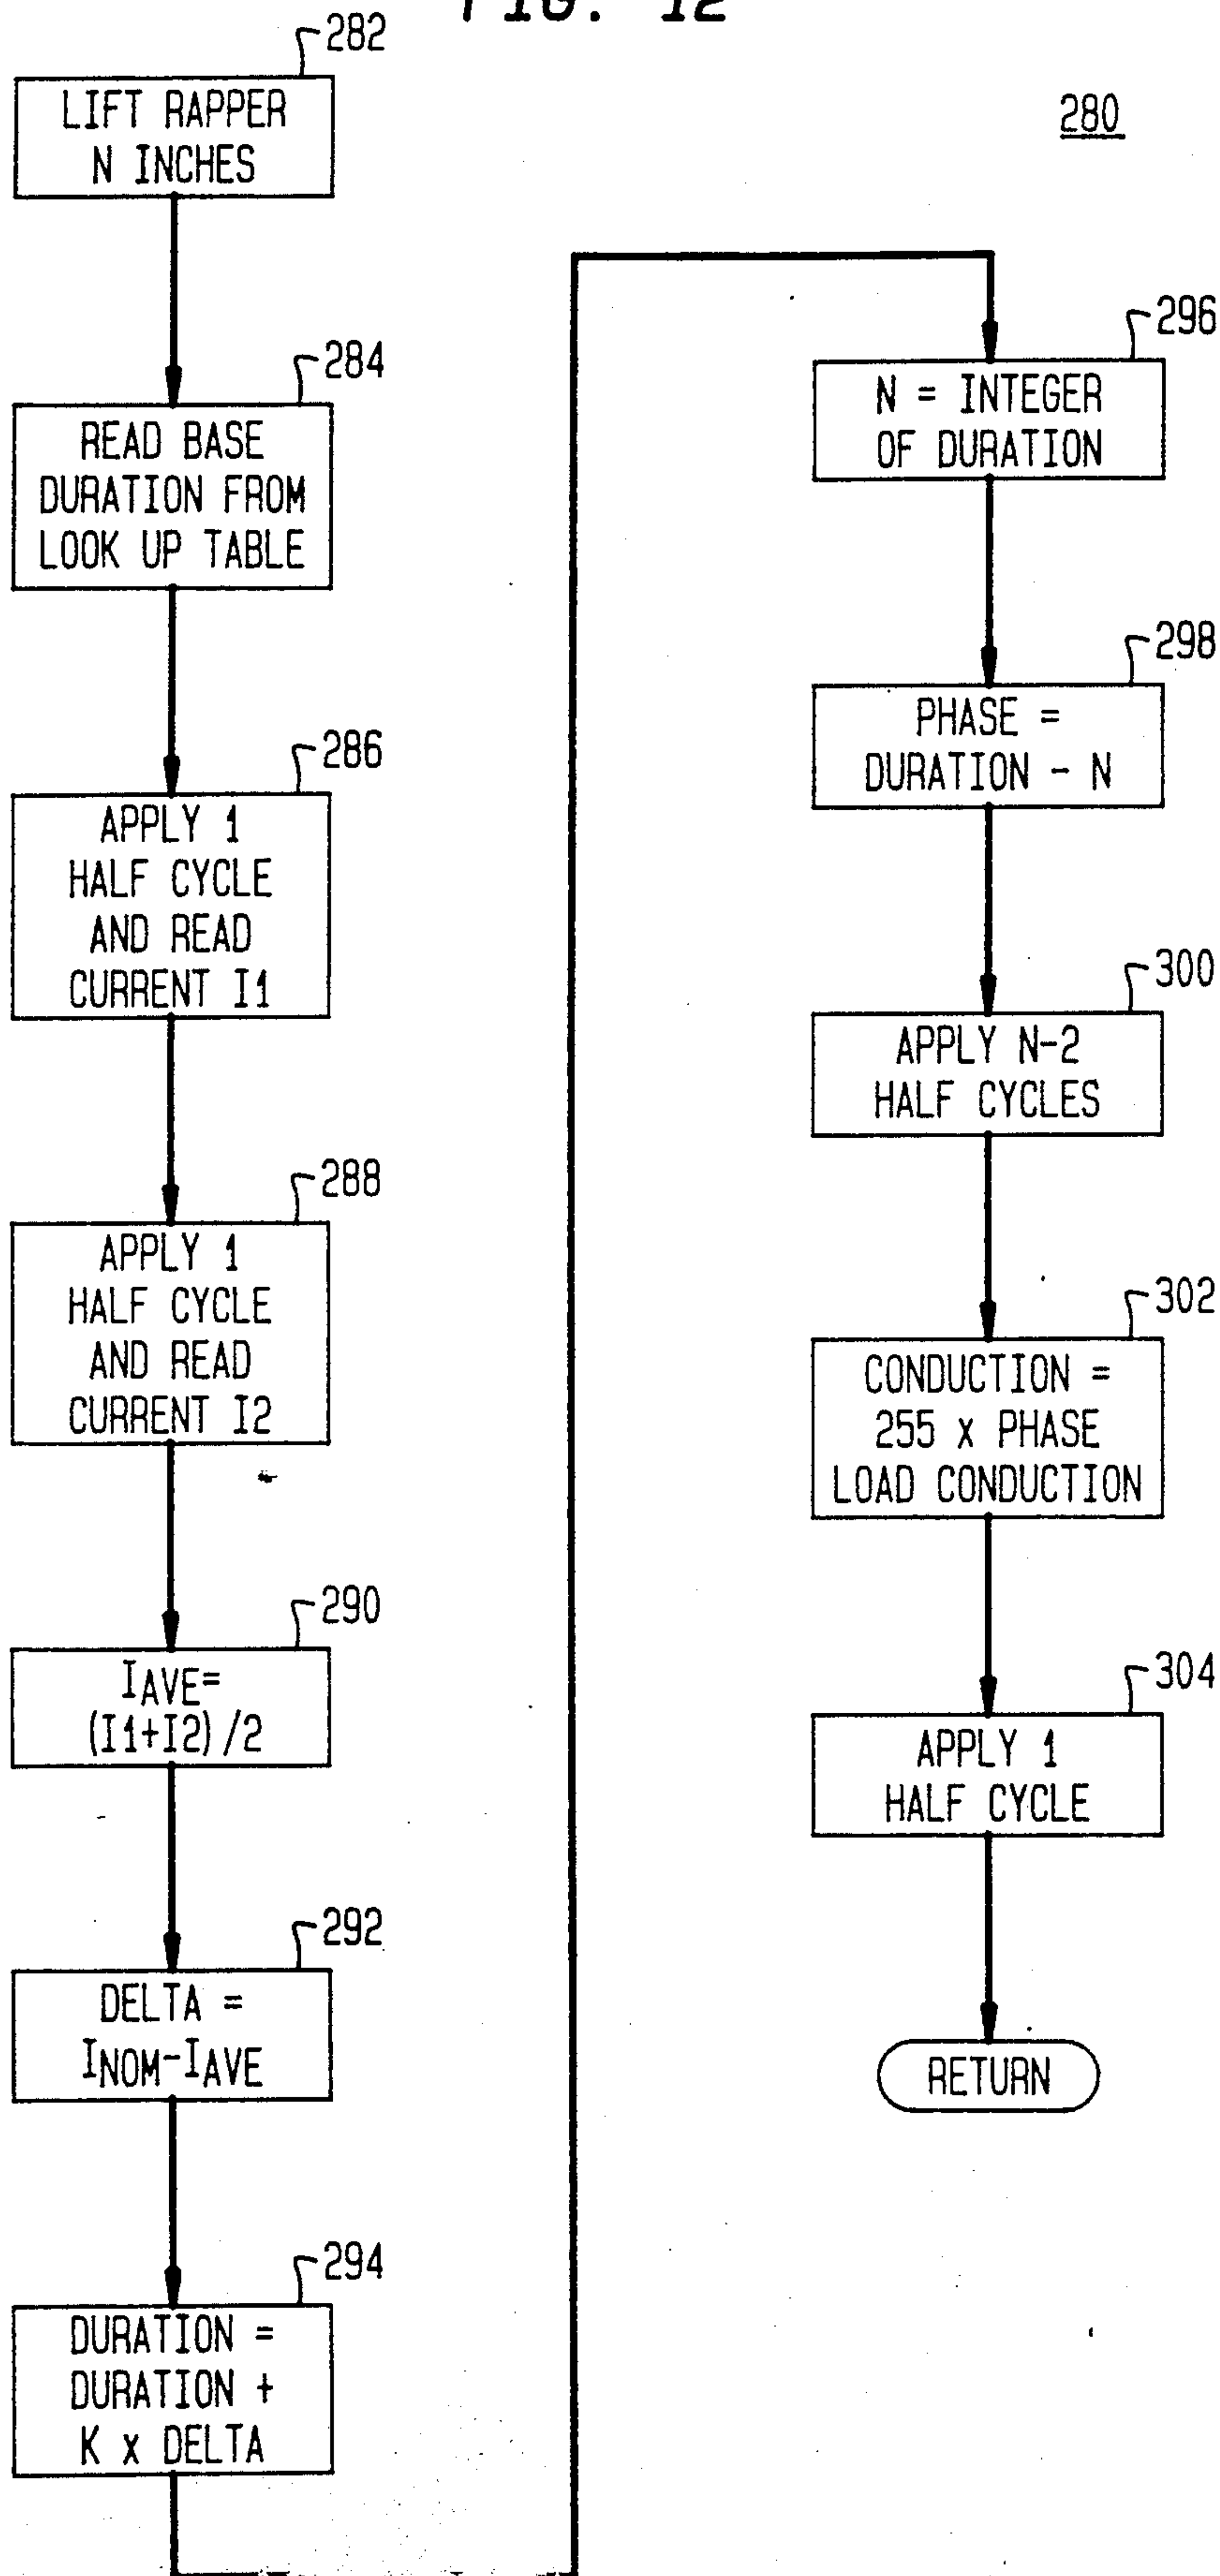 FIG. 12
280
282
LIFT RAPPER
N INCHES
284
READ BASE
DURATION FROM
LOOK UP TABLE
286
APPLY 1
HALF CYCLE
AND READ
CURRENT I1
288
APPLY 1
HALF CYCLE
AND READ
CURRENT I2
290
IAVE=
(I1+I2)/2
292
DELTA =
INOM-IAVE
294
DURATION =
DURATION +
K x DELTA
296
N = INTEGER
OF DURATION
298
PHASE =
DURATION - N
300
APPLY N-2
HALF CYCLES
302
CONDUCTION =
255 x PHASE
LOAD CONDUCTION
304
APPLY 1
HALF CYCLE
RETURN